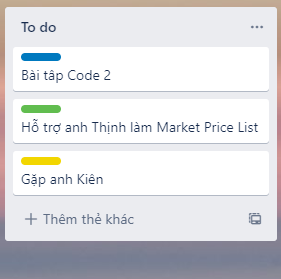 To do
Bài tâp Code 2
Hỗ trợ anh Thịnh làm Market Price List
Gặp anh Kiên
Thêm thẻ khác